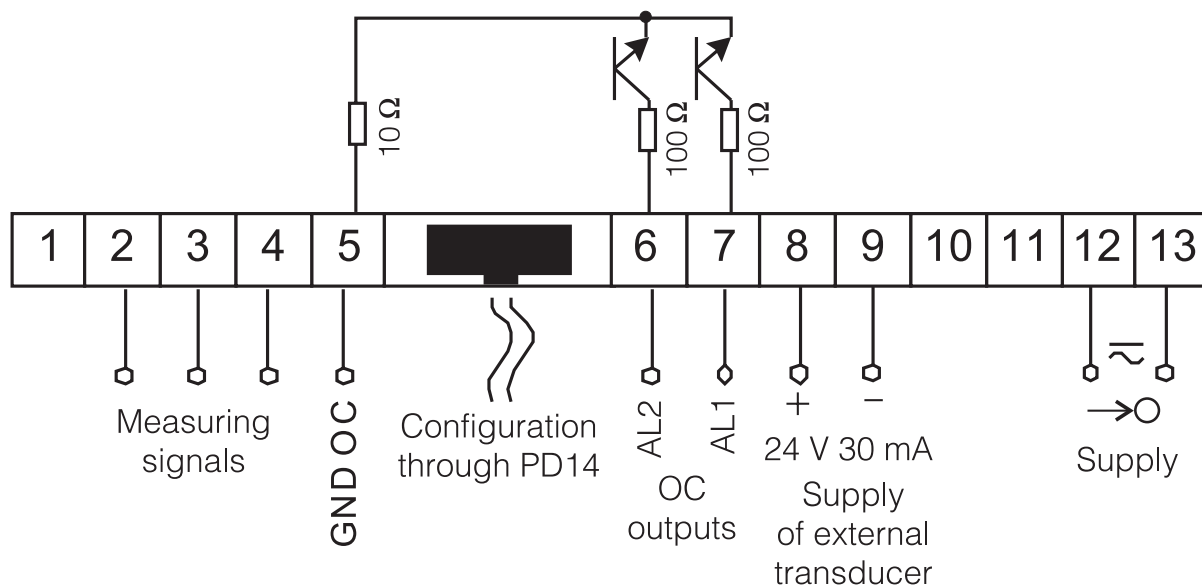 10 Ω
100 Ω
100 Ω
1 2 3 4 5 6 7 8 9 10 11 12 13
Measuring
signals
GND OC
Configuration
through PD14
AL2
AL1
OC
outputs
+
–
24 V 30 mA
Supply
of external
transducer
Supply